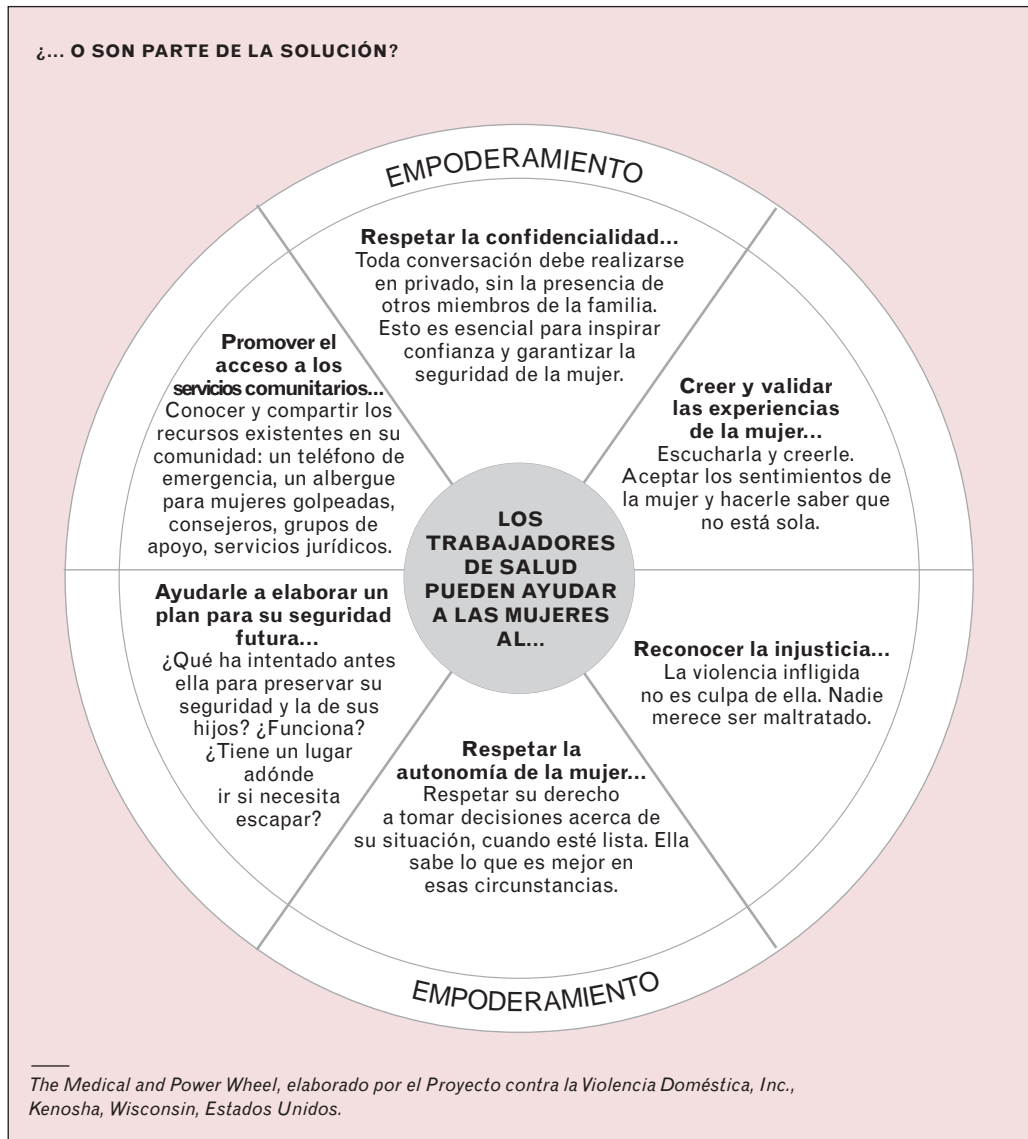 ¿... O SON PARTE DE LA SOLUCIÓN?
EMPODERAMIENTO
Respetar la confidencialidad...
Toda conversación debe realizarse
en privado, sin la presencia de
otros miembros de la familia.
Esto es esencial para inspirar
confianza y garantizar la
seguridad de la mujer.
Creer y validar
las experiencias
de la mujer...
Escucharla y creerle.
Aceptar los sentimientos de
la mujer y hacerle saber que
no está sola.
Reconocer la injusticia...
La violencia infligida
no es culpa de ella. Nadie
merece ser maltratado.
Respetar la
autonomía de la mujer...
Respetar su derecho
a tomar decisiones acerca de
su situación, cuando esté lista. Ella
sabe lo que es mejor en
esas circunstancias.
Ayudarle a elaborar un
plan para su seguridad
futura...
¿Qué ha intentado antes
ella para preservar su
seguridad y la de sus
hijos? ¿Funciona?
¿Tiene un lugar
adónde
ir si necesita
escapar?
Promover el
acceso a los
servicios comunitarios...
Conocer y compartir los
recursos existentes en su
comunidad: un teléfono de
emergencia, un albergue
para mujeres golpeadas,
consejeros, grupos de
apoyo, servicios jurídicos.
LOS
TRABAJADORES
DE SALUD
PUEDEN AYUDAR
A LAS MUJERES
AL...
EMPODERAMIENTO
The Medical and Power Wheel, elaborado por el Proyecto contra la Violencia Doméstica, Inc.,
Kenosha, Wisconsin, Estados Unidos.